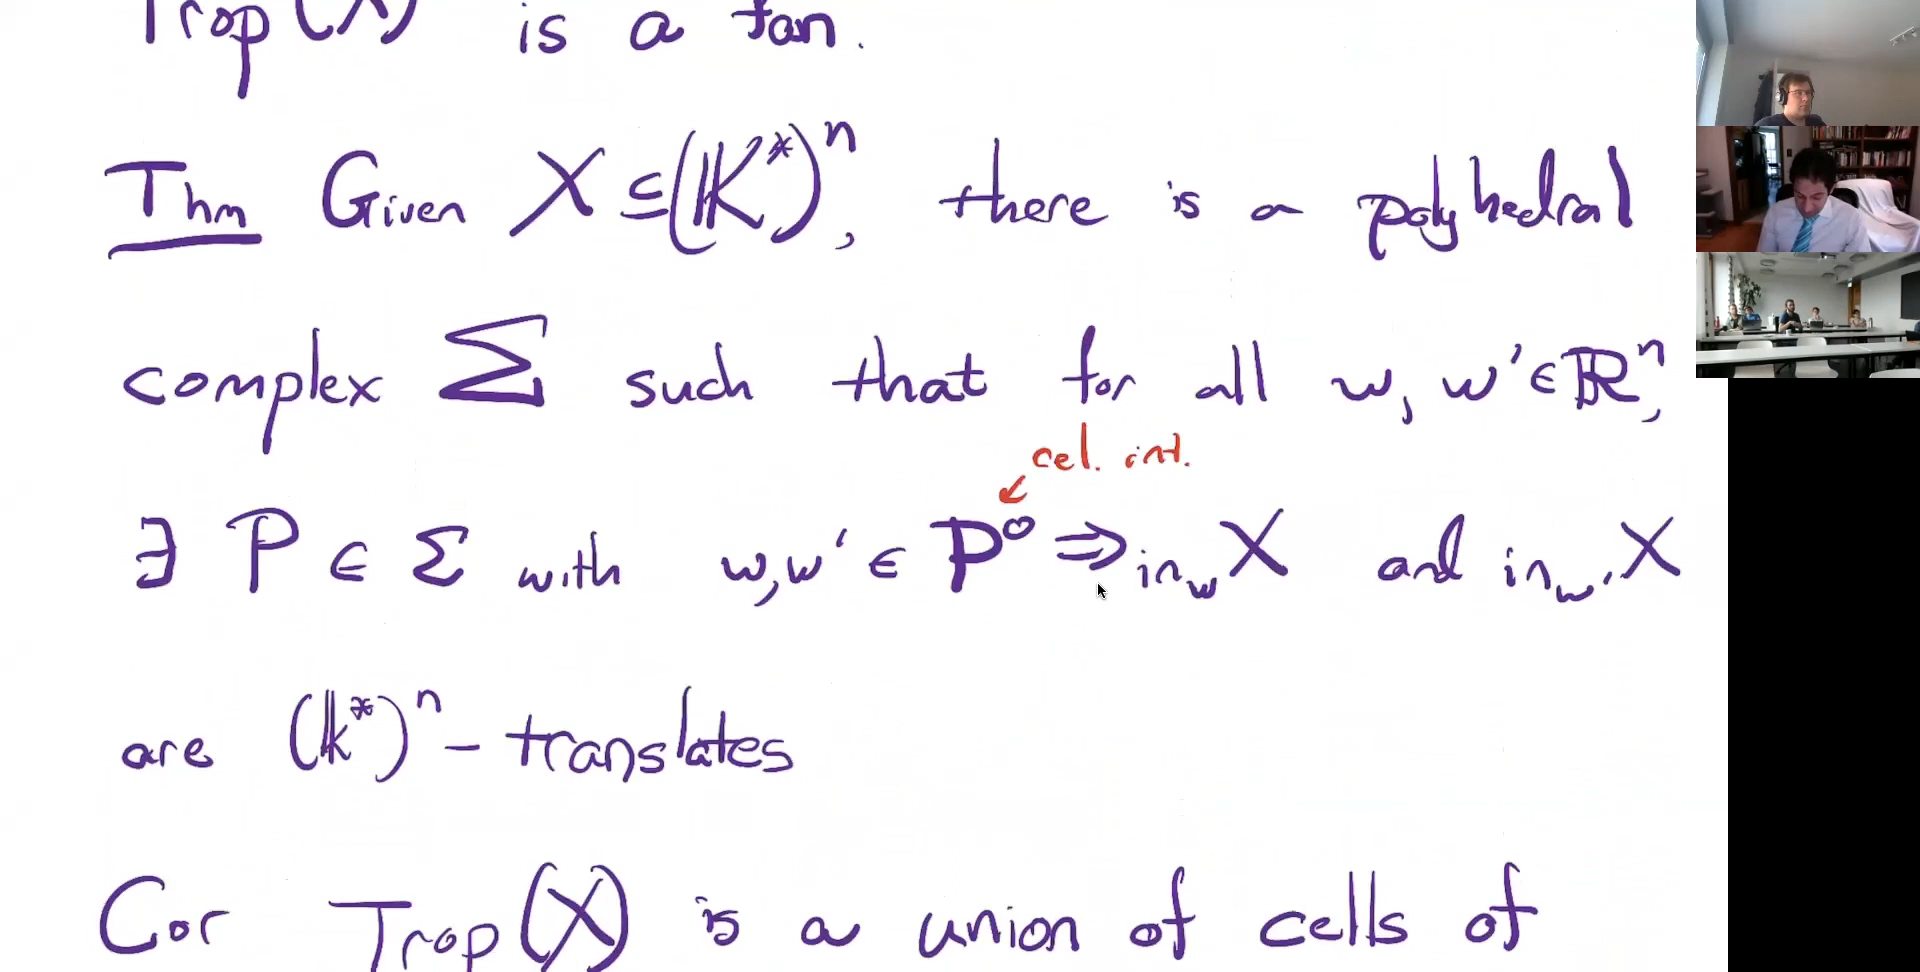 Trop(X) is a fan.
Thm Given X ⊆ (𝕂*)ⁿ, there is a polyhedral
complex Σ such that for all w, w' ∈ ℝⁿ,
rel. int.
∃ P ∈ Σ with w, w' ∈ P° ⇒ in_w X and in_w' X
are (𝕜*)ⁿ - translates
Cor Trop(X) is a union of cells of